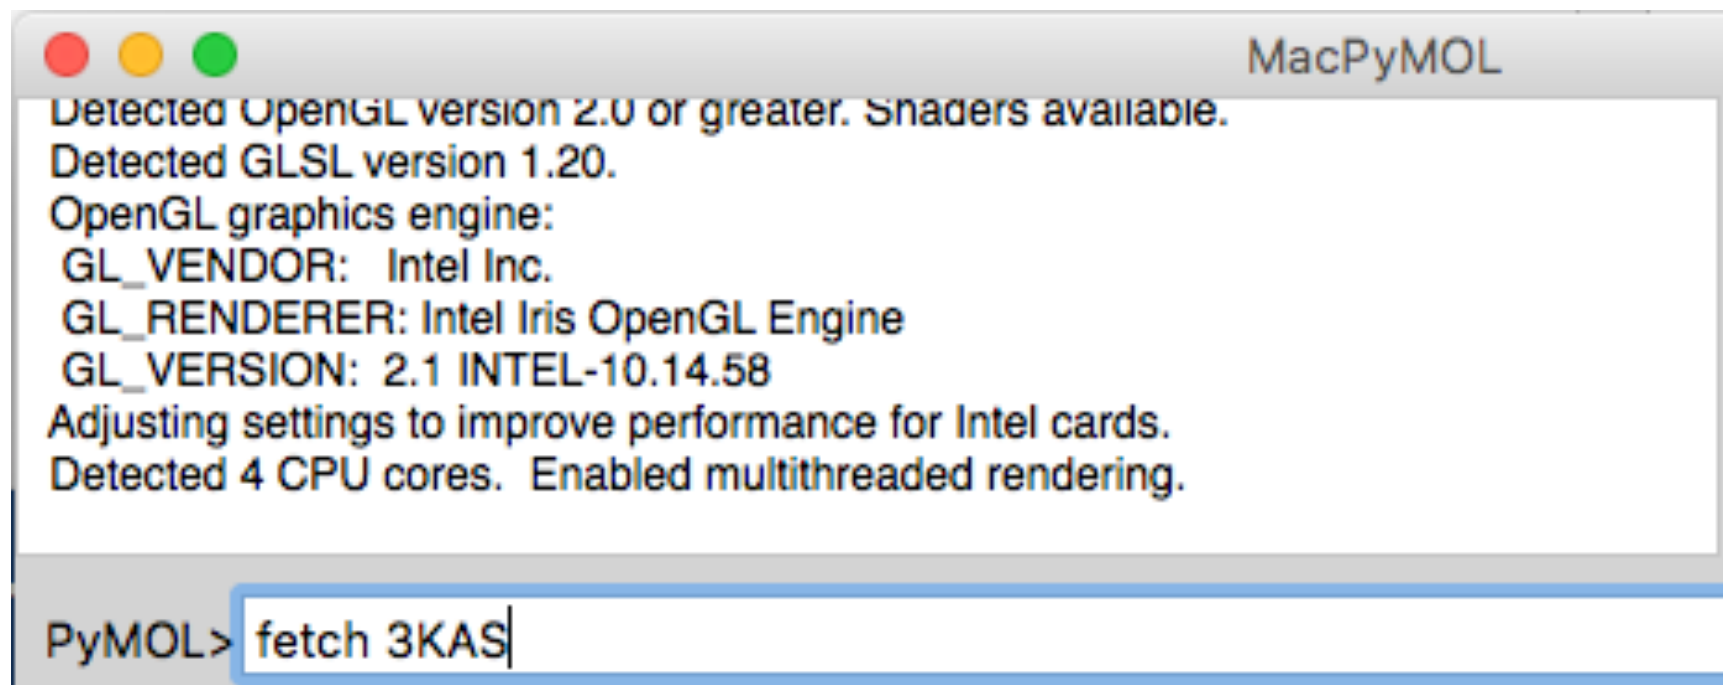 MacPyMOL
Detected OpenGL version 2.0 or greater. Shaders available.
Detected GLSL version 1.20.
OpenGL graphics engine:
GL_VENDOR: Intel Inc.
GL_RENDERER: Intel Iris OpenGL Engine
GL_VERSION: 2.1 INTEL-10.14.58
Adjusting settings to improve performance for Intel cards.
Detected 4 CPU cores. Enabled multithreaded rendering.
PyMOL> fetch 3KAS